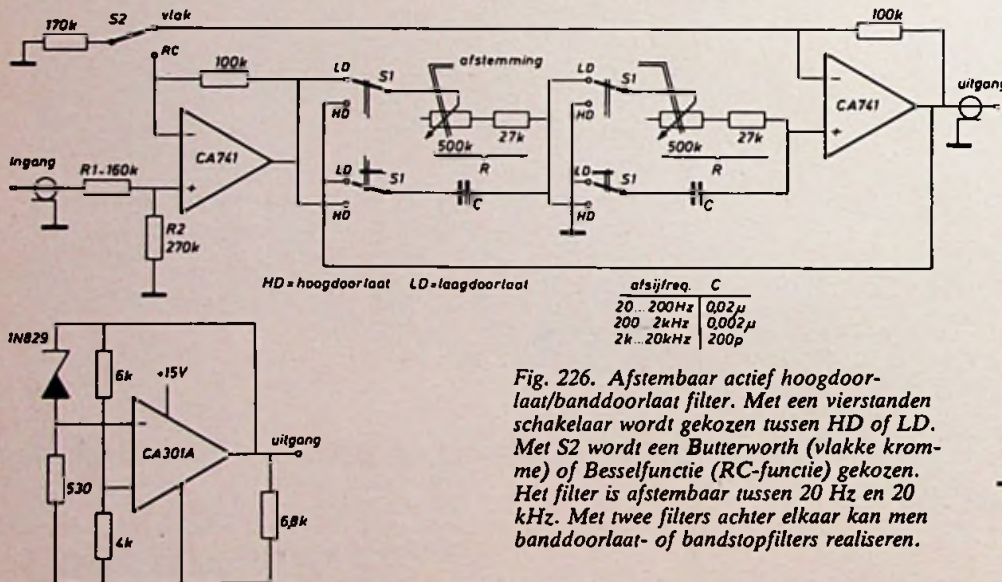 170k S2 vlak 100k
RC
100k LD S1 afstemming LD S1
HD HD
- CA741 27k 27k - CA741 uitgang
500k 500k +
R R
Ingang R1-160k + LD S1 LD S1
HD C HD C
R2
270k
HD=hoogdoorlaat LD=laagdoorlaat
afsijfreq. C
20...200Hz 0,02µ
200 2kHz 0,002µ
2k...20kHz 200p
1N829
6k +15V
- CA301A uitgang
530
4k 6,8k
Fig. 226. Afstembaar actief hoogdoor-
laat/banddoorlaat filter. Met een vierstanden
schakelaar wordt gekozen tussen HD of LD.
Met S2 wordt een Butterworth (vlakke krom-
me) of Besselfunctie (RC-functie) gekozen.
Het filter is afstembaar tussen 20 Hz en 20
kHz. Met twee filters achter elkaar kan men
banddoorlaat- of bandstopfilters realiseren.